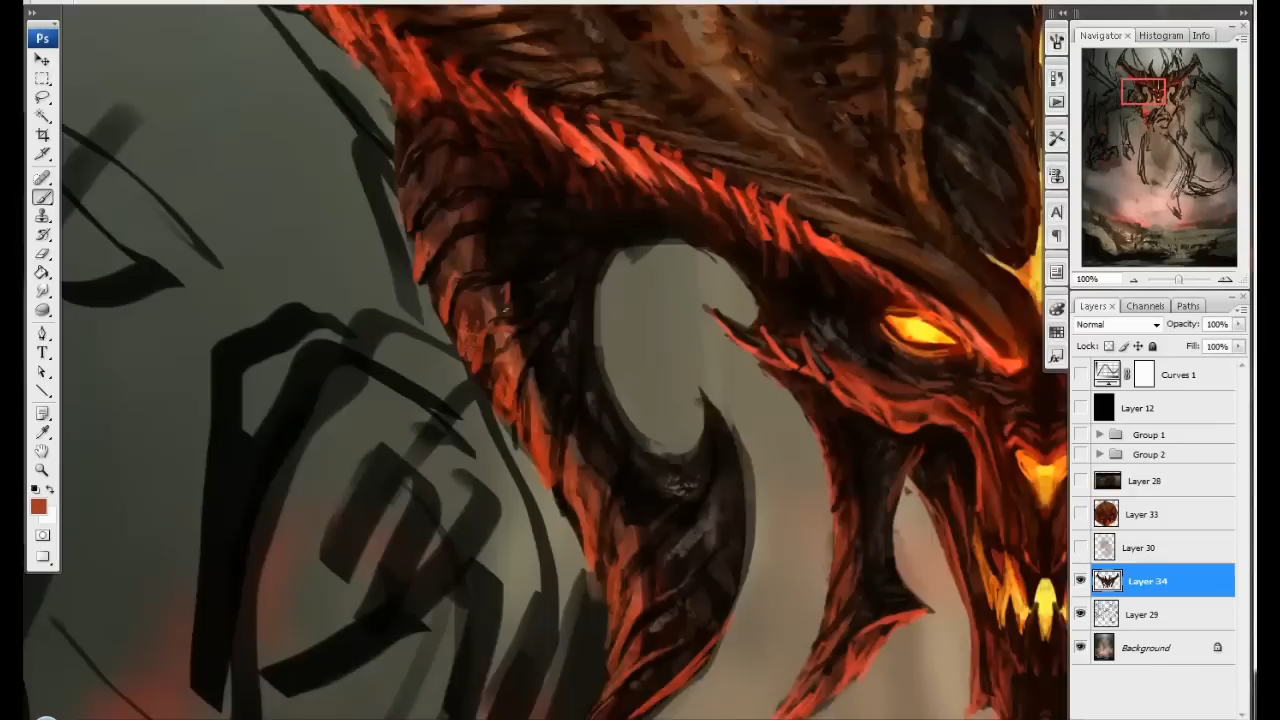 Ps
Navigator × Histogram Info
100%
Layers × Channels Paths
Normal Opacity: 100%
Lock: Fill: 100%
Curves 1
Layer 12
Group 1
Group 2
Layer 28
Layer 33
Layer 30
Layer 34
Layer 29
Background
T
A